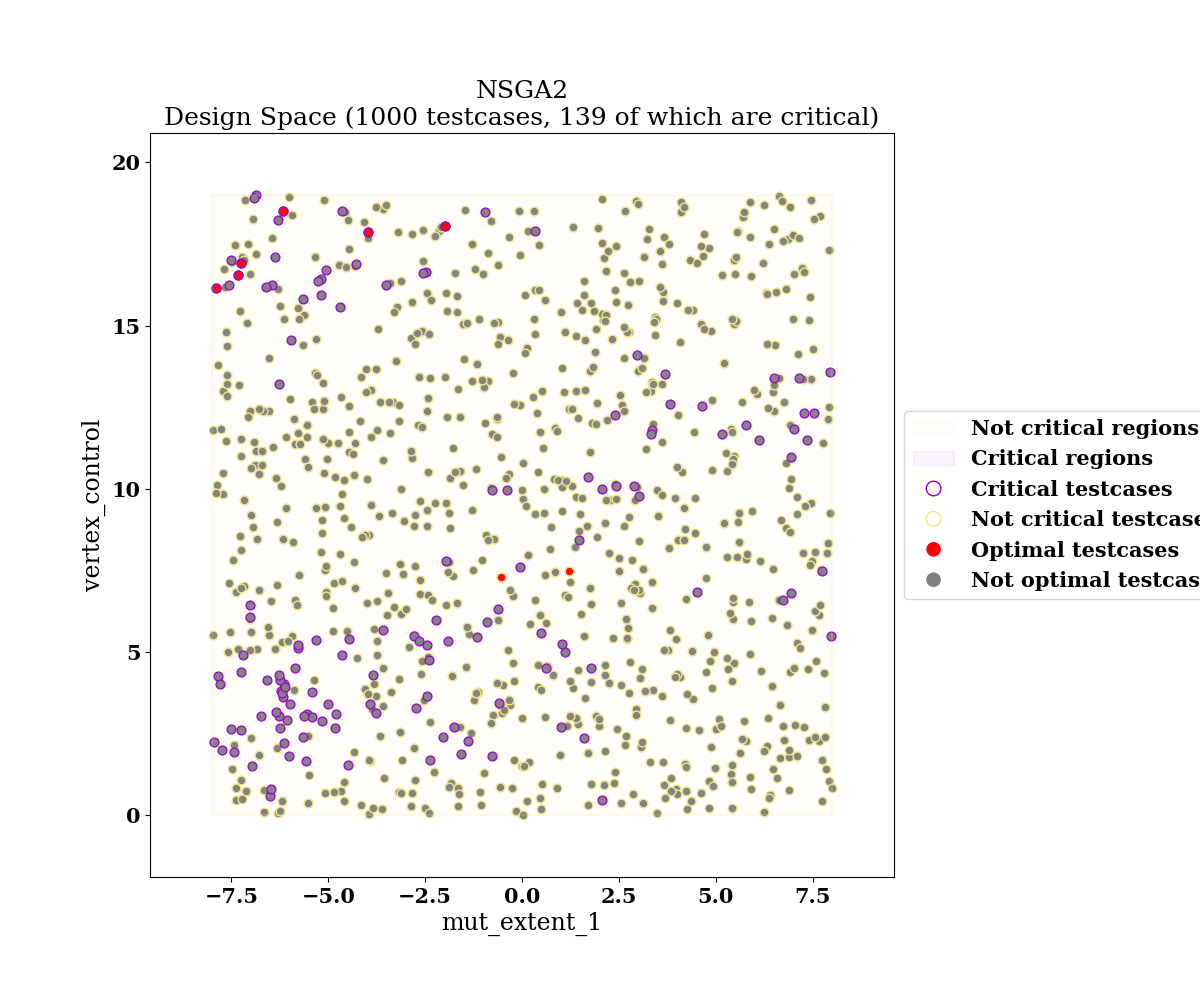 NSGA2
Design Space (1000 testcases, 139 of which are critical)
20
15
10
5
0
vertex_control
−7.5 −5.0 −2.5 0.0 2.5 5.0 7.5
mut_extent_1
Not critical regions
Critical regions
Critical testcases
Not critical testcase
Optimal testcases
Not optimal testcas